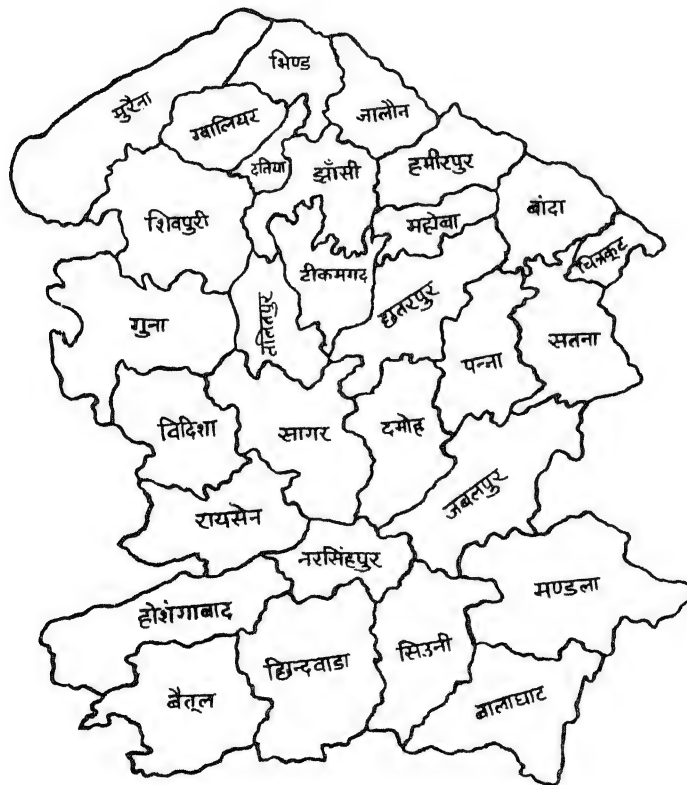 भिण्ड
मुरैना
ग्वालियर
जालौन
दतिया
झाँसी
हमीरपुर
शिवपुरी
महोबा
बांदा
चित्रकूट
टीकमगढ
छतरपुर
ललितपुर
गुना
पन्ना
सतना
विदिशा
सागर
दमोह
जबलपुर
रायसेन
नरसिंहपुर
मण्डला
होशंगाबाद
छिन्दवाडा
सिउनी
बैतूल
बालाघाट